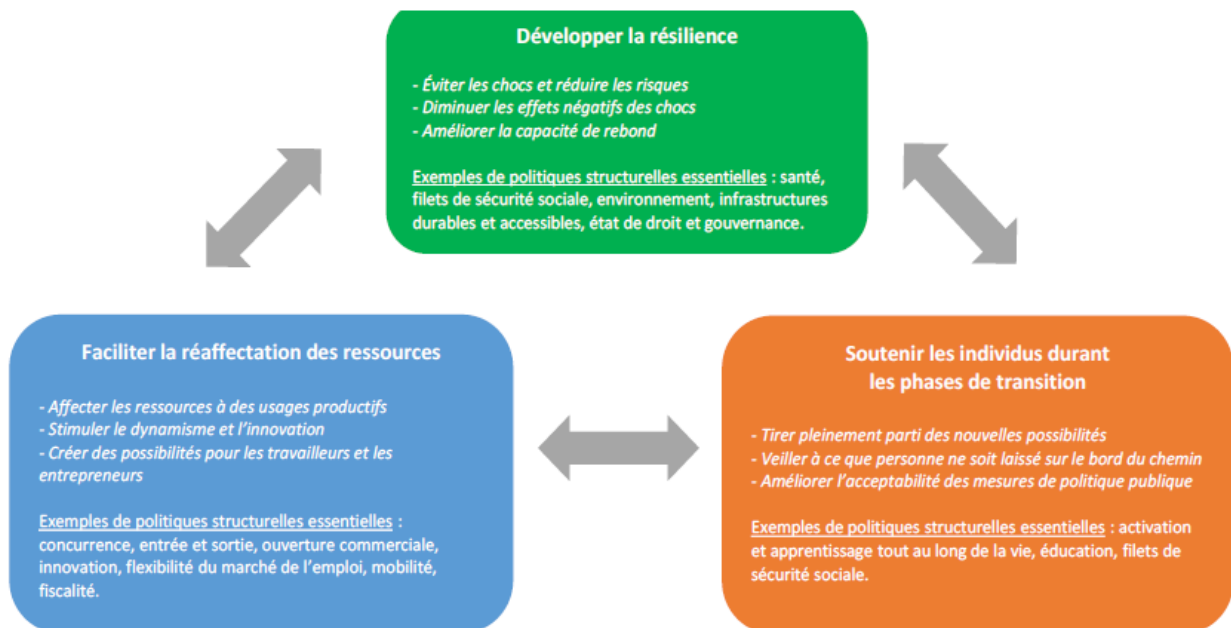 Développer la résilience
- Éviter les chocs et réduire les risques
- Diminuer les effets négatifs des chocs
- Améliorer la capacité de rebond
Exemples de politiques structurelles essentielles : santé,
filets de sécurité sociale, environnement, infrastructures
durables et accessibles, état de droit et gouvernance.
Faciliter la réaffectation des ressources
- Affecter les ressources à des usages productifs
- Stimuler le dynamisme et l'innovation
- Créer des possibilités pour les travailleurs et les
entrepreneurs
Exemples de politiques structurelles essentielles :
concurrence, entrée et sortie, ouverture commerciale,
innovation, flexibilité du marché de l'emploi, mobilité,
fiscalité.
Soutenir les individus durant
les phases de transition
- Tirer pleinement parti des nouvelles possibilités
- Veiller à ce que personne ne soit laissé sur le bord du chemin
- Améliorer l'acceptabilité des mesures de politique publique
Exemples de politiques structurelles essentielles : activation
et apprentissage tout au long de la vie, éducation, filets de
sécurité sociale.